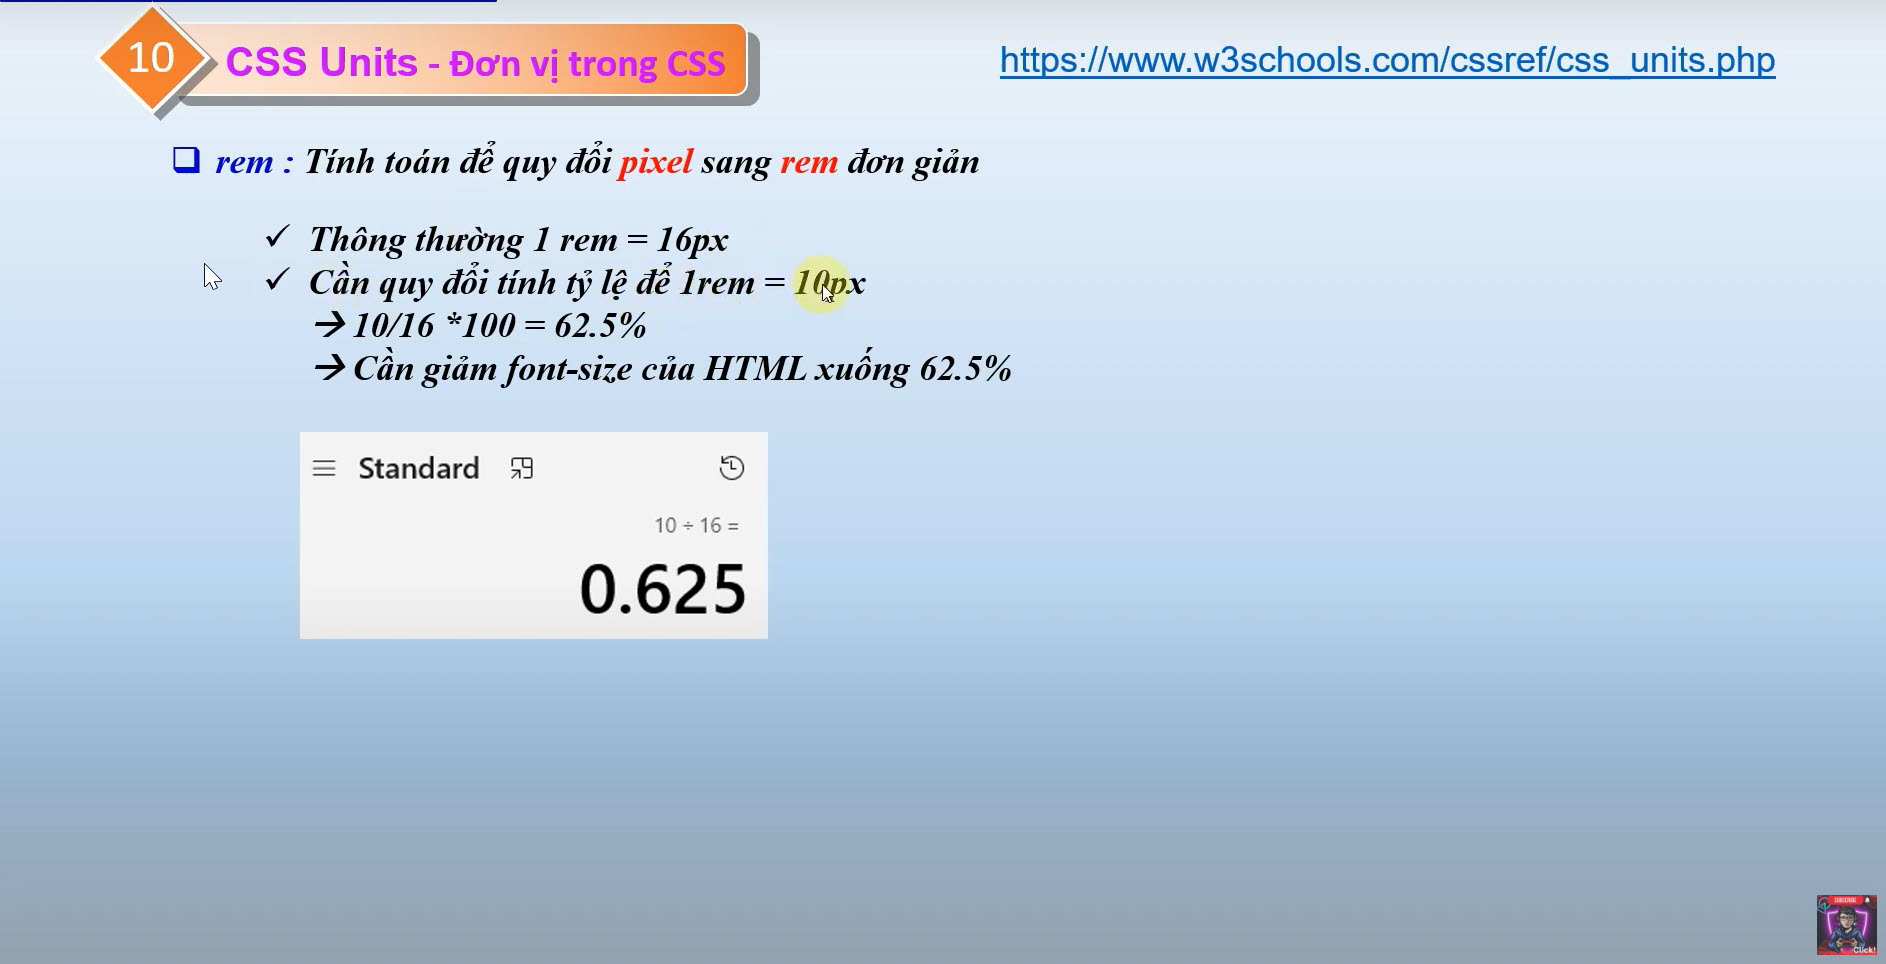 10
CSS Units - Đơn vị trong CSS
https://www.w3schools.com/cssref/css_units.php
rem : Tính toán để quy đổi pixel sang rem đơn giản
Thông thường 1 rem = 16px
Cần quy đổi tính tỷ lệ để 1rem = 10px
→ 10/16 *100 = 62.5%
→ Cần giảm font-size của HTML xuống 62.5%
Standard
10 ÷ 16 =
0.625
SUBSCRIBE
Click!